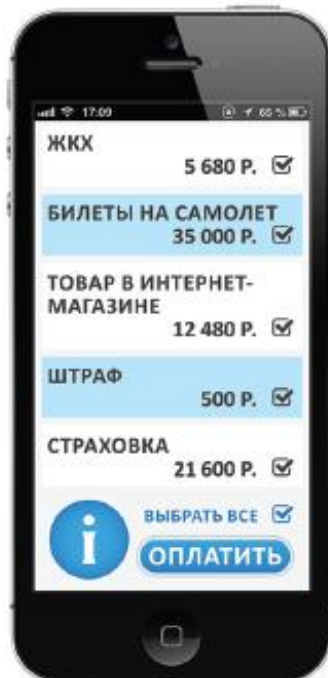 17:09
65 %
ЖКХ
5 680 Р.
БИЛЕТЫ НА САМОЛЕТ
35 000 Р.
ТОВАР В ИНТЕРНЕТ-
МАГАЗИНЕ
12 480 Р.
ШТРАФ
500 Р.
СТРАХОВКА
21 600 Р.
i
ВЫБРАТЬ ВСЕ
ОПЛАТИТЬ